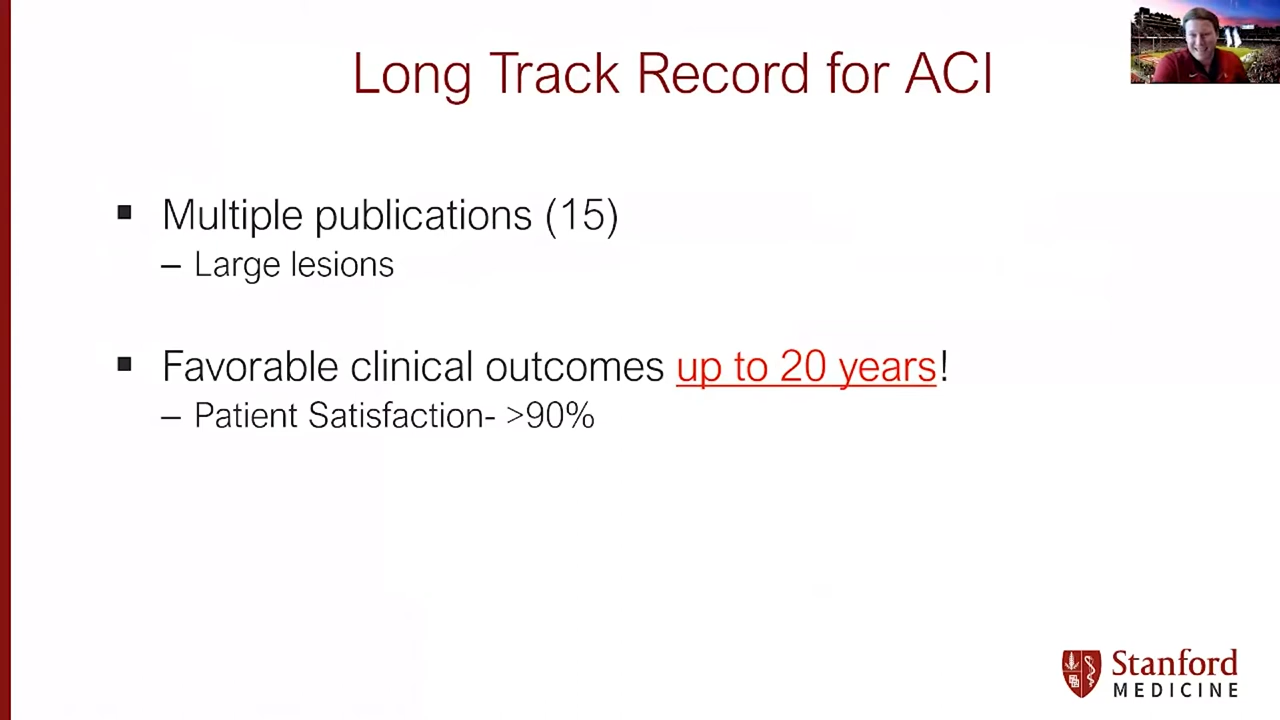 Long Track Record for ACI
▪ Multiple publications (15)
– Large lesions
▪ Favorable clinical outcomes up to 20 years!
– Patient Satisfaction- >90%
Stanford
MEDICINE